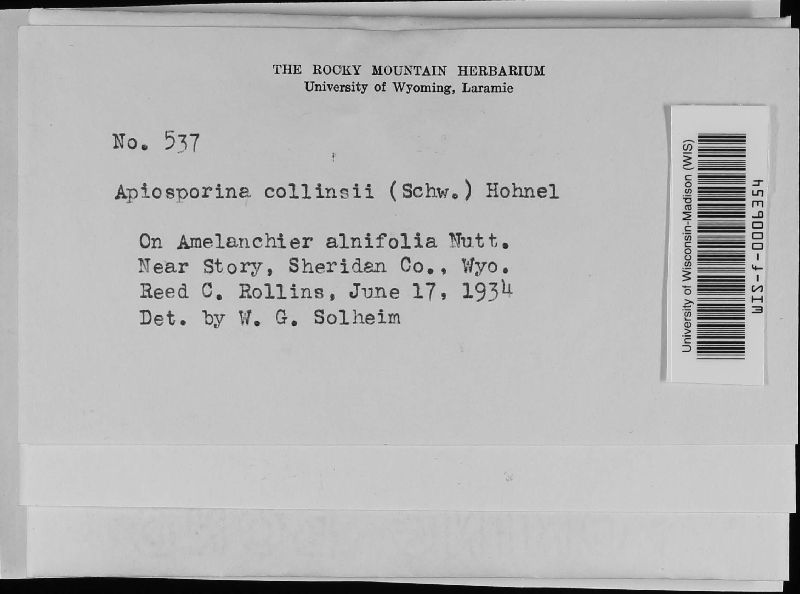 THE ROCKY MOUNTAIN HERBARIUM
University of Wyoming, Laramie
No. 537
Apiosporina collinsii (Schw.) Hohnel
On Amelanchier alnifolia Nutt.
Near Story, Sheridan Co., Wyo.
Reed C. Rollins, June 17, 1934
Det. by W. G. Solheim
University of Wisconsin-Madison (WIS)
WIS-f-0006354